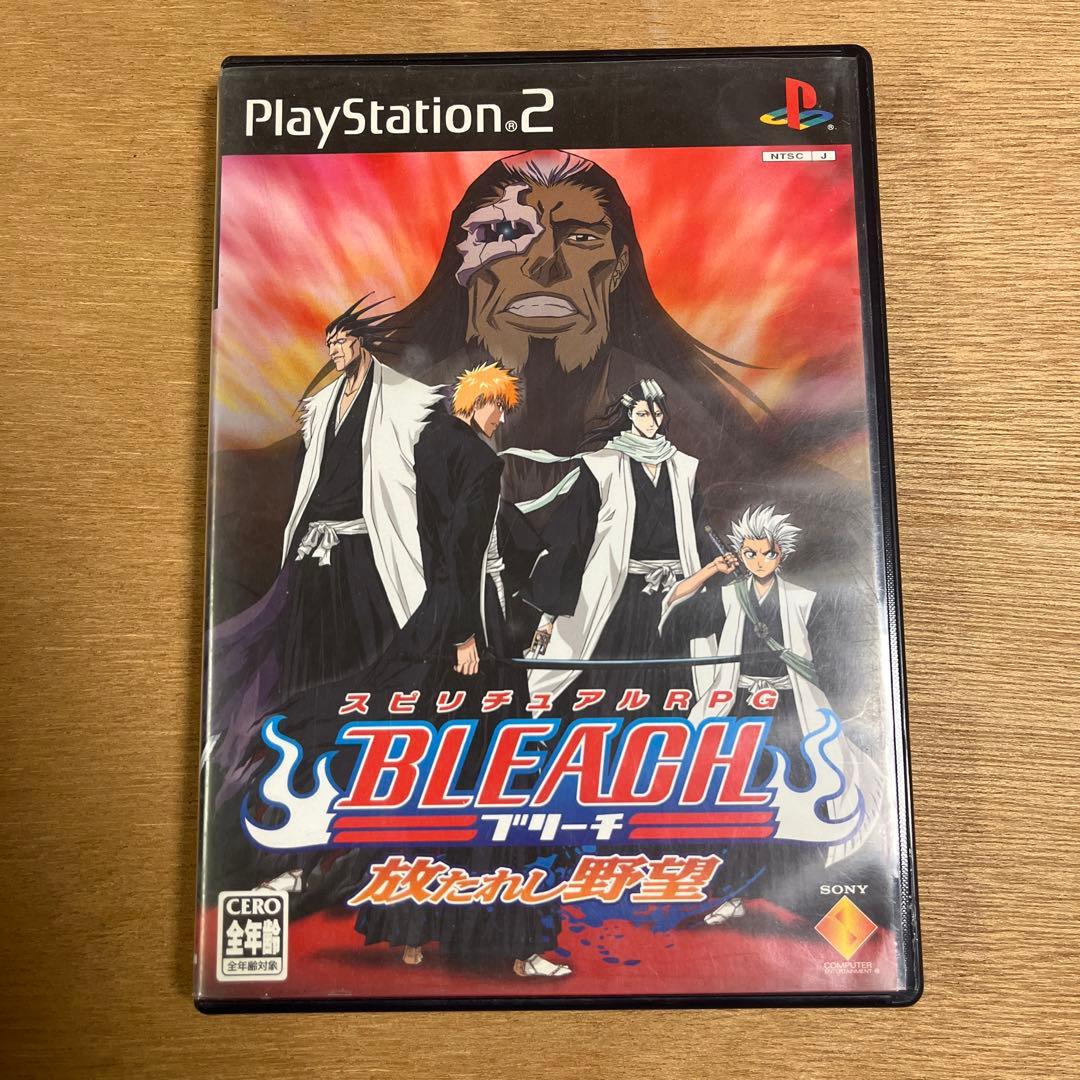 PlayStation®2
NTSC J
スピリチュアルRPG
BLEACH
ブリーチ
放たれし野望
CERO
全年齢
全年齢対象
SONY
COMPUTER
ENTERTAINMENT